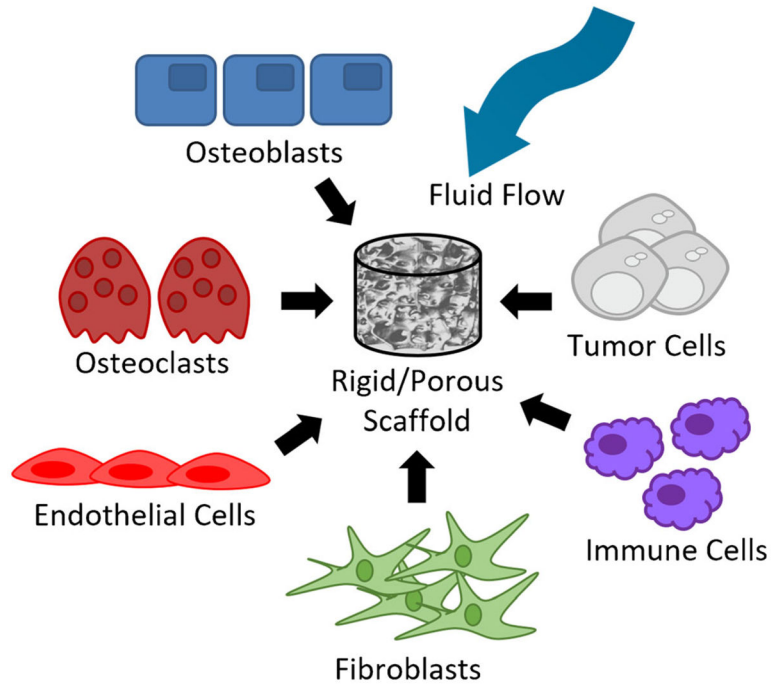 Osteoblasts
Fluid Flow
Osteoclasts
Tumor Cells
Rigid/Porous
Scaffold
Endothelial Cells
Immune Cells
Fibroblasts